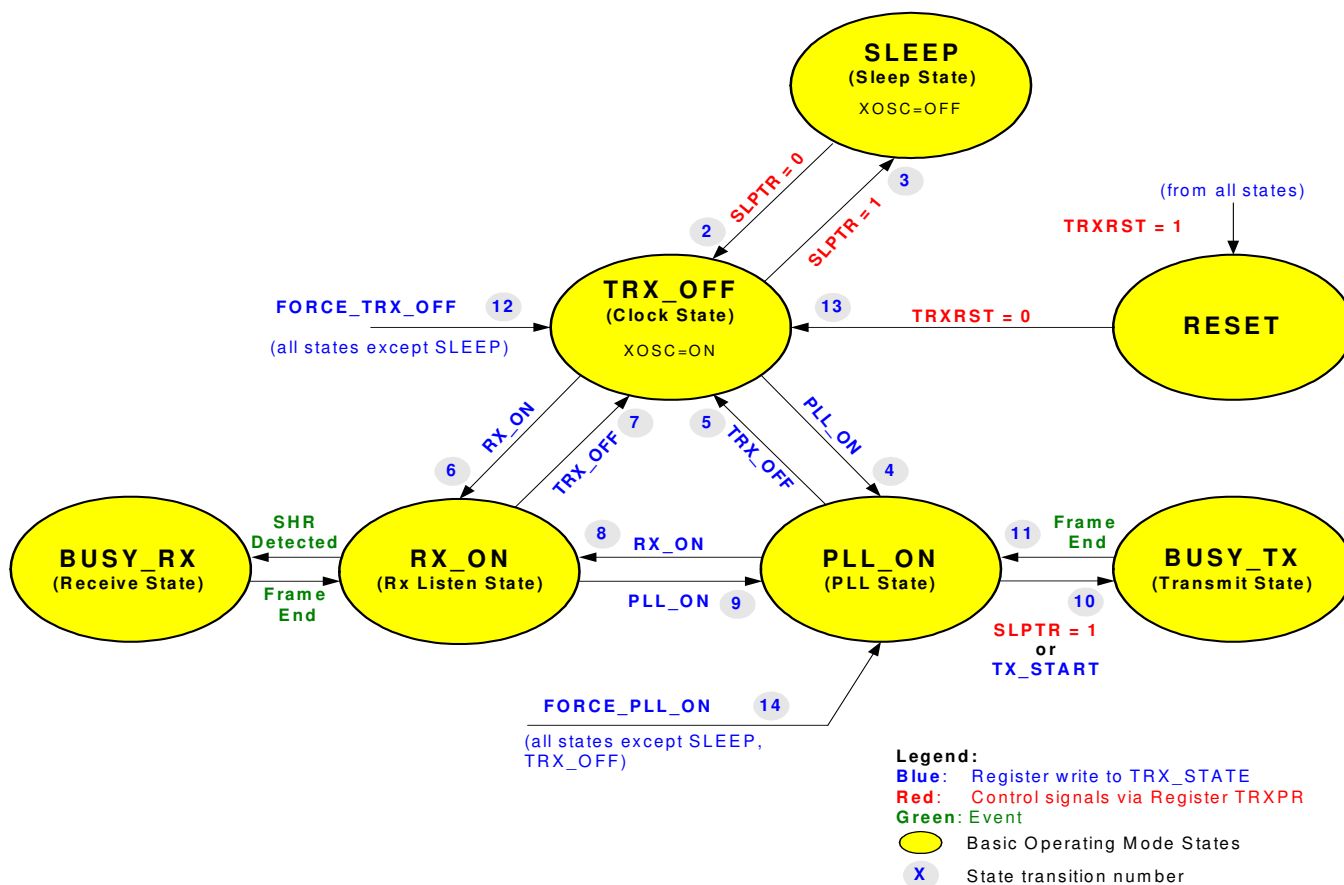 SLEEP
(Sleep State)
XOSC=OFF
SLPTR = 0
3
SLPTR = 1
2
(from all states)
TRXRST = 1
TRX_OFF
(Clock State)
XOSC=ON
FORCE_TRX_OFF 12
(all states except SLEEP)
13
TRXRST = 0
RESET
RX_ON
7
TRX_OFF
6
5
TRX_OFF
PLL_ON
4
BUSY_RX
(Receive State)
SHR
Detected
Frame
End
RX_ON
(Rx Listen State)
8
RX_ON
PLL_ON 9
PLL_ON
(PLL State)
11 Frame
End
10
SLPTR = 1
or
TX_START
BUSY_TX
(Transmit State)
FORCE_PLL_ON 14
(all states except SLEEP,
TRX_OFF)
Legend:
Blue: Register write to TRX_STATE
Red: Control signals via Register TRXPR
Green: Event
Basic Operating Mode States
X State transition number